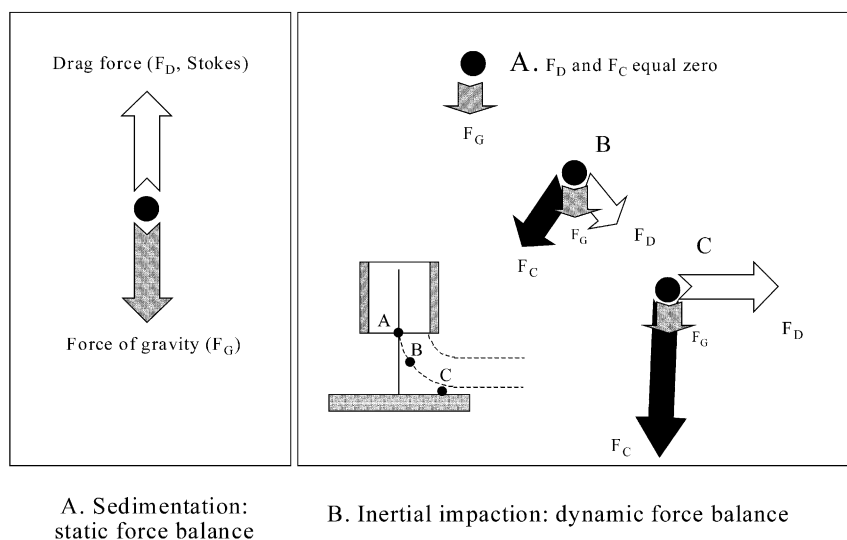 Drag force (F_D, Stokes)
Force of gravity (F_G)
A. F_D and F_C equal zero
F_G
B
F_G
F_D
F_C
C
F_D
F_G
F_C
A
B
C
A. Sedimentation:
static force balance
B. Inertial impaction: dynamic force balance